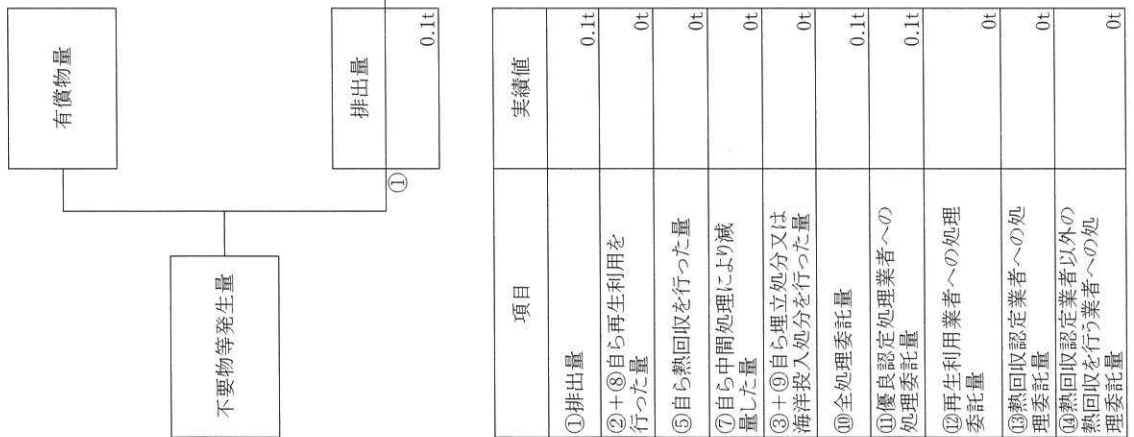 有償物量
不要物等発生量
①
排出量
0.1t
項目
実績値
①排出量
0.1t
②+⑧自ら再生利用を
行った量
0t
⑤自ら熱回収を行った量
0t
⑦自ら中間処理により減
量した量
0t
③+⑨自ら埋立処分又は
海洋投入処分を行った量
0t
⑩全処理委託量
0.1t
⑪優良認定処理業者への
処理委託量
0.1t
⑫再生利用業者への処理
委託量
0t
⑬熱回収認定業者への処
理委託量
0t
⑭熱回収認定業者以外の
熱回収を行う業者への処
理委託量
0t